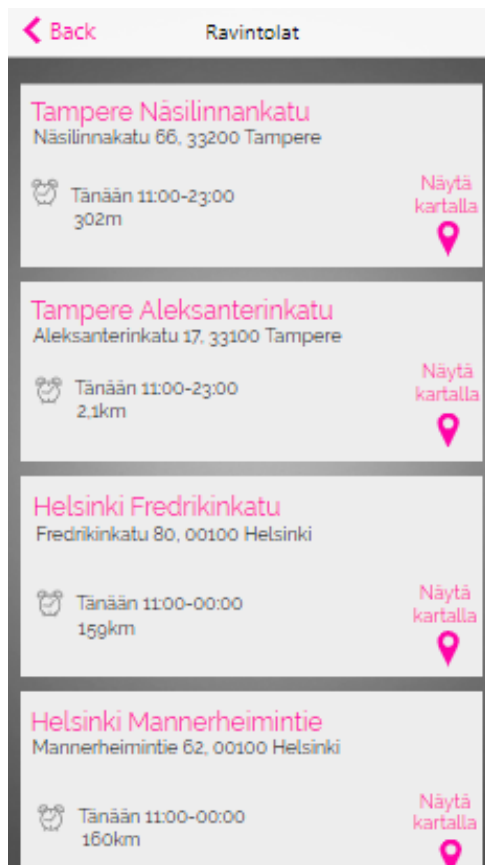 Back Ravintolat
Tampere Näsilinnankatu
Näsilinnakatu 66, 33200 Tampere
Tänään 11:00-23:00
302m
Näytä
kartalla
Tampere Aleksanterinkatu
Aleksanterinkatu 17, 33100 Tampere
Tänään 11:00-23:00
2,1km
Näytä
kartalla
Helsinki Fredrikinkatu
Fredrikinkatu 80, 00100 Helsinki
Tänään 11:00-00:00
159km
Näytä
kartalla
Helsinki Mannerheimintie
Mannerheimintie 62, 00100 Helsinki
Tänään 11:00-00:00
160km
Näytä
kartalla